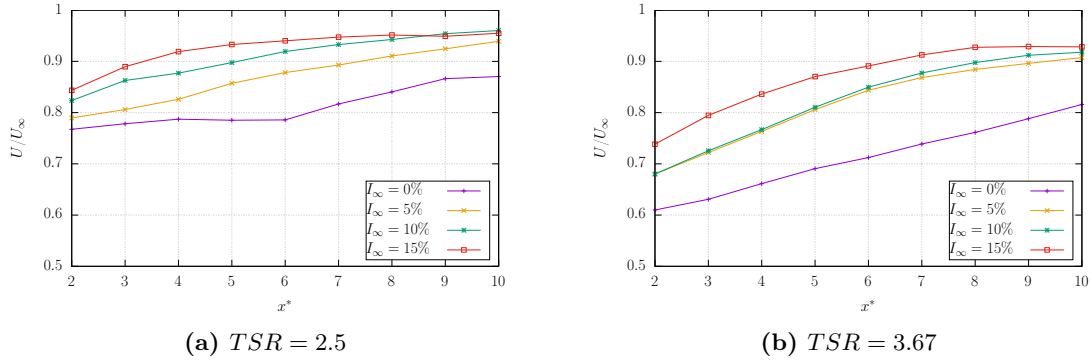 1
0.9
0.8
0.7
0.6
0.5
U/U∞
I∞ = 0%
I∞ = 5%
I∞ = 10%
I∞ = 15%
2 3 4 5 6 7 8 9 10
x*
(a) TSR = 2.5
1
0.9
0.8
0.7
0.6
0.5
U/U∞
I∞ = 0%
I∞ = 5%
I∞ = 10%
I∞ = 15%
2 3 4 5 6 7 8 9 10
x*
(b) TSR = 3.67